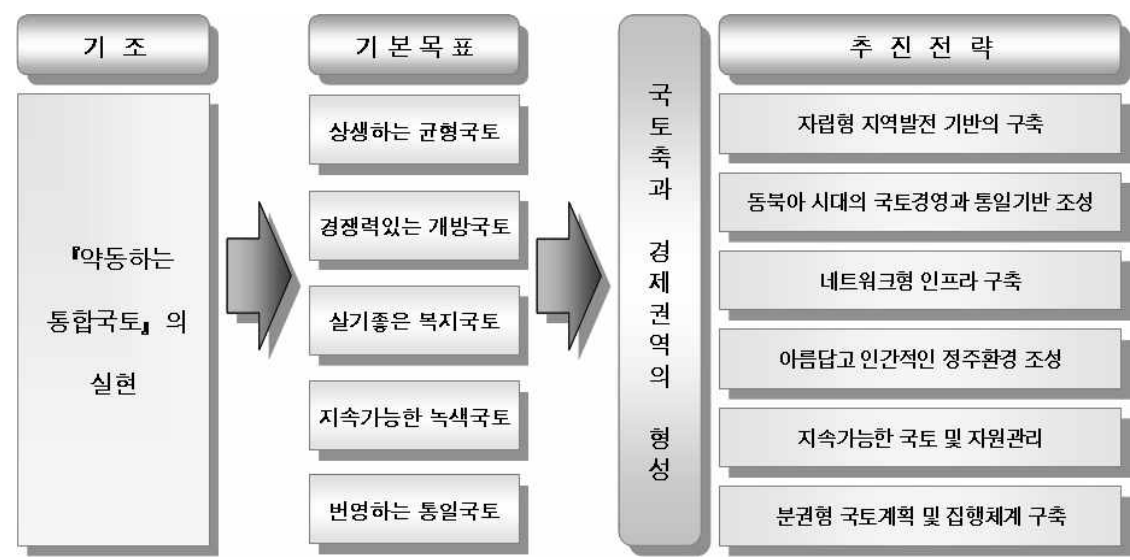 기 조
『약동하는
통합국토』의
실현
기 본 목 표
상생하는 균형국토
경쟁력있는 개방국토
살기좋은 복지국토
지속가능한 녹색국토
번영하는 통일국토
국토축과 경제권역의 형성
추 진 전 략
자립형 지역발전 기반의 구축
동북아 시대의 국토경영과 통일기반 조성
네트워크형 인프라 구축
아름답고 인간적인 정주환경 조성
지속가능한 국토 및 자원관리
분권형 국토계획 및 집행체계 구축